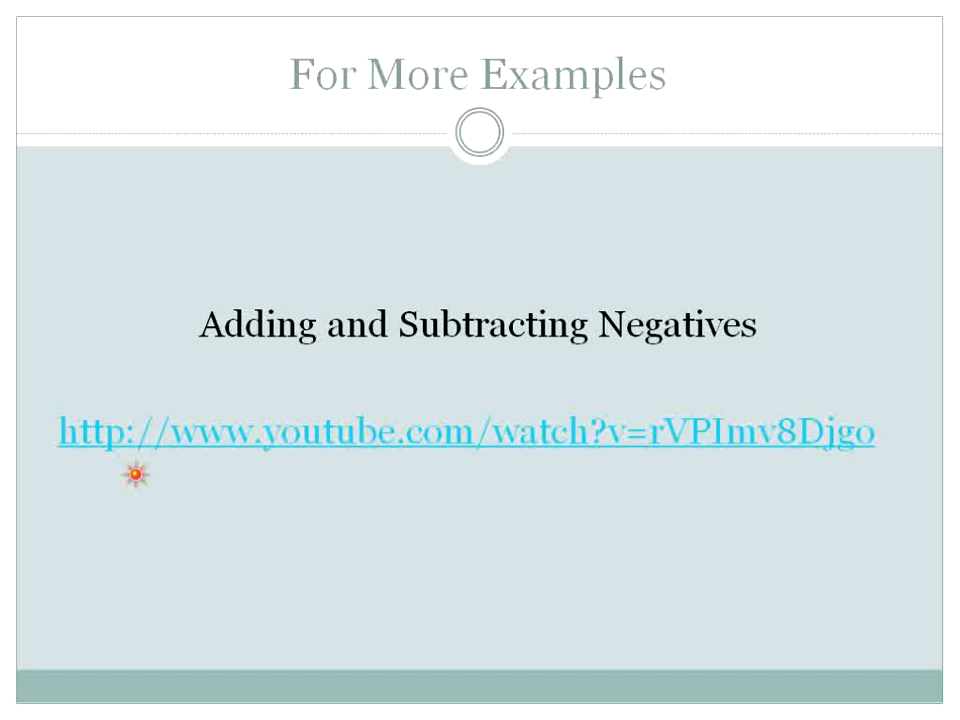 For More Examples
Adding and Subtracting Negatives
http://www.youtube.com/watch?v=rVPImv8Djgo